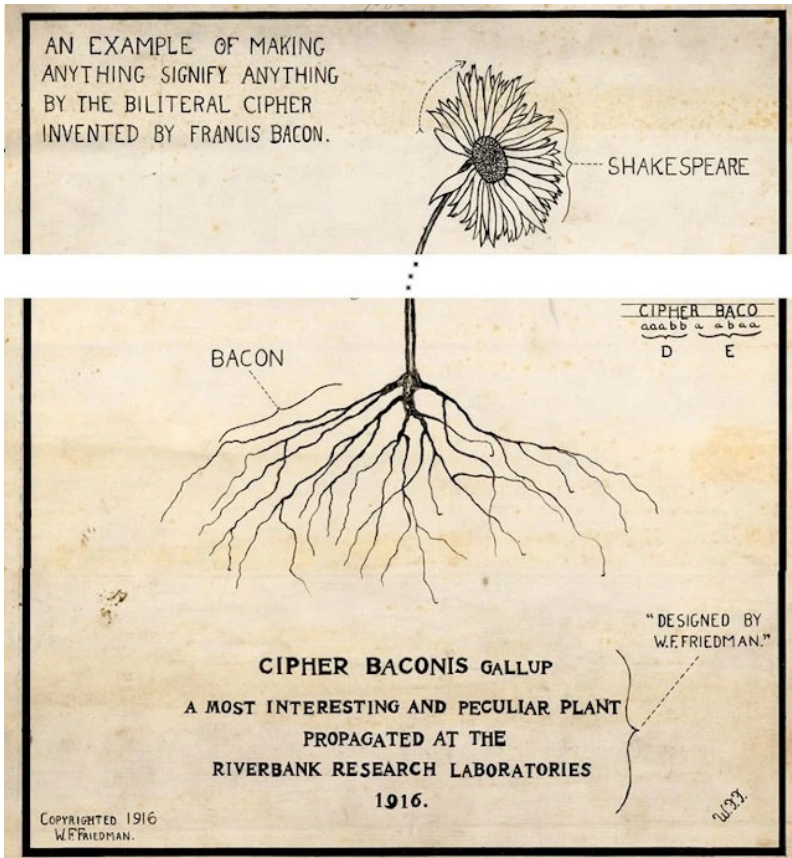 AN EXAMPLE OF MAKING
ANYTHING SIGNIFY ANYTHING
BY THE BILITERAL CIPHER
INVENTED BY FRANCIS BACON.
SHAKESPEARE
CIPHER BACO
aaabb a abaa
D E
BACON
"DESIGNED BY
W.F.FRIEDMAN."
CIPHER BACONIS GALLUP
A MOST INTERESTING AND PECULIAR PLANT
PROPAGATED AT THE
RIVERBANK RESEARCH LABORATORIES
1916.
COPYRIGHTED 1916
W.F.FRIEDMAN.
W.F.F.